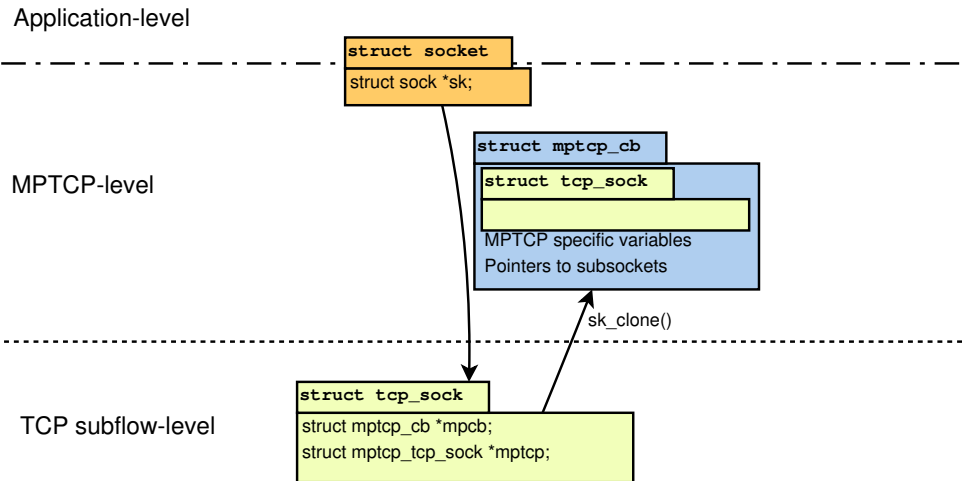 Application-level
struct socket
struct sock *sk;
struct mptcp_cb
MPTCP-level
struct tcp_sock
MPTCP specific variables
Pointers to subsockets
sk_clone()
struct tcp_sock
TCP subflow-level
struct mptcp_cb *mpcb;
struct mptcp_tcp_sock *mptcp;